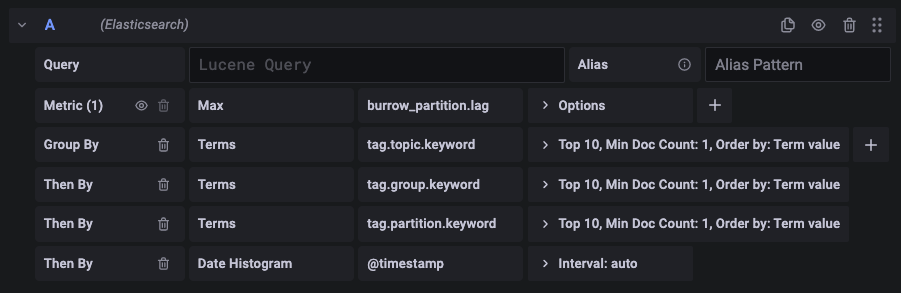 A (Elasticsearch)
Query Lucene Query Alias Alias Pattern
Metric (1) Max burrow_partition.lag Options
Group By Terms tag.topic.keyword Top 10, Min Doc Count: 1, Order by: Term value
Then By Terms tag.group.keyword Top 10, Min Doc Count: 1, Order by: Term value
Then By Terms tag.partition.keyword Top 10, Min Doc Count: 1, Order by: Term value
Then By Date Histogram @timestamp Interval: auto